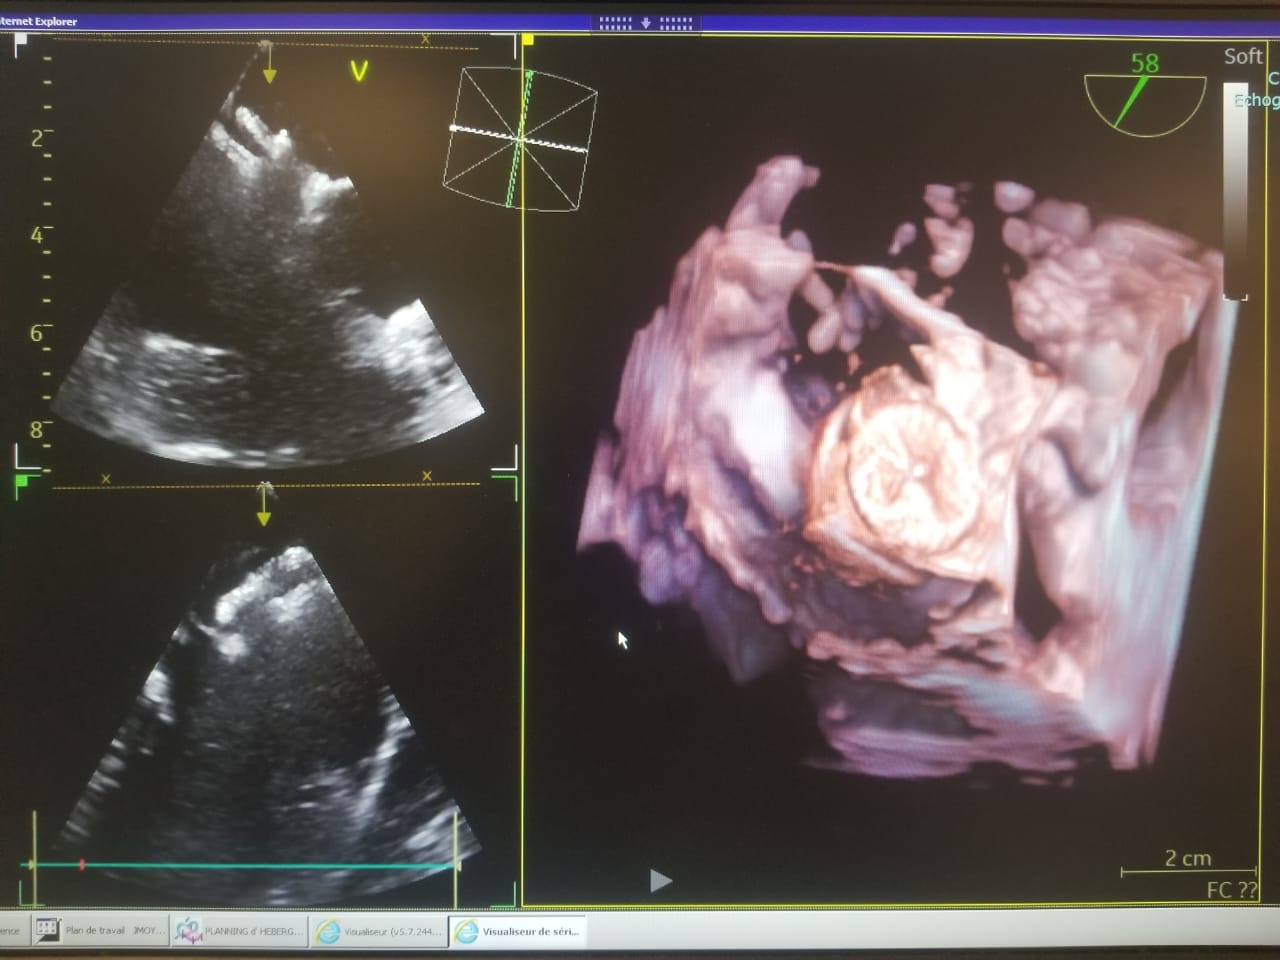 ternet Explorer
V
58
Soft
C
Echog
2
4
6
8
2 cm
FC ??
ence
Plan de travail JMOY...
PLANNING d' HEBERG...
Visualiseur (v5.7.244...
Visualiseur de séri...